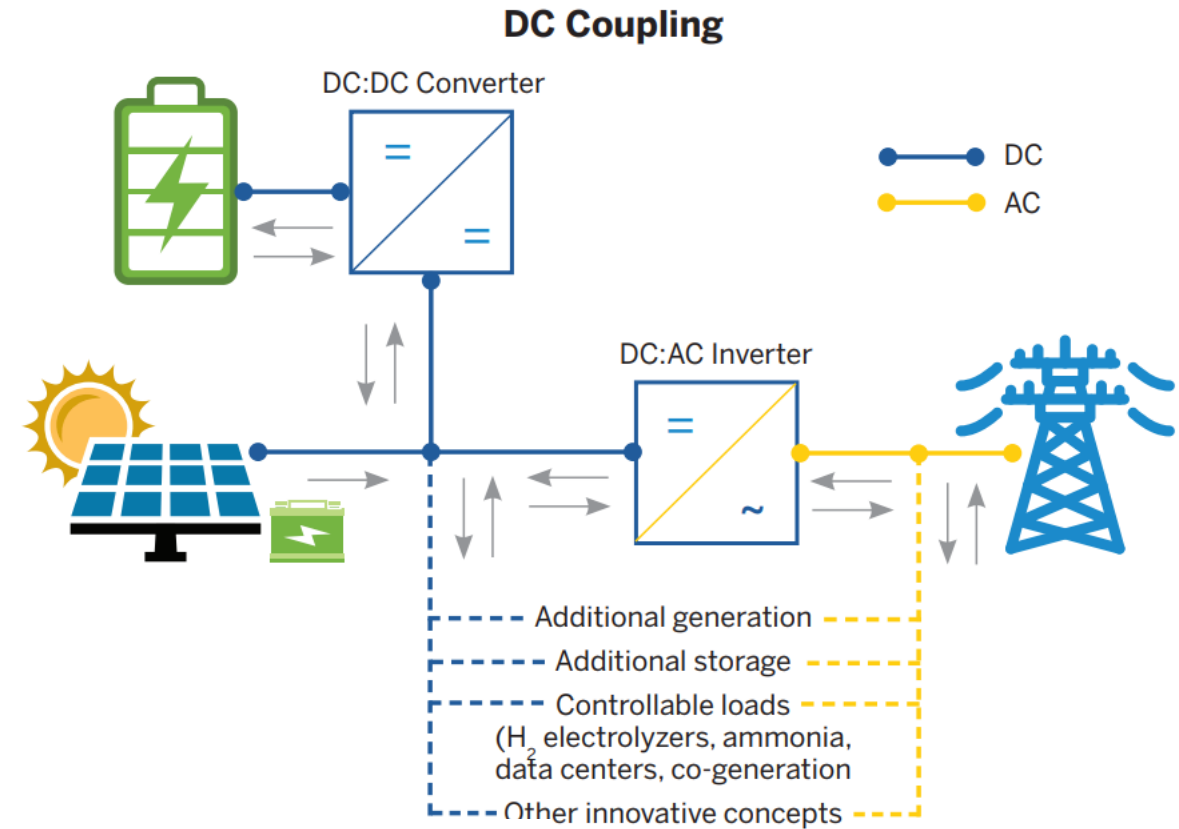 DC Coupling
DC:DC Converter
=
=
DC
AC
DC:AC Inverter
=
~
Additional generation
Additional storage
Controllable loads
(H₂ electrolyzers, ammonia,
data centers, co-generation
Other innovative concepts